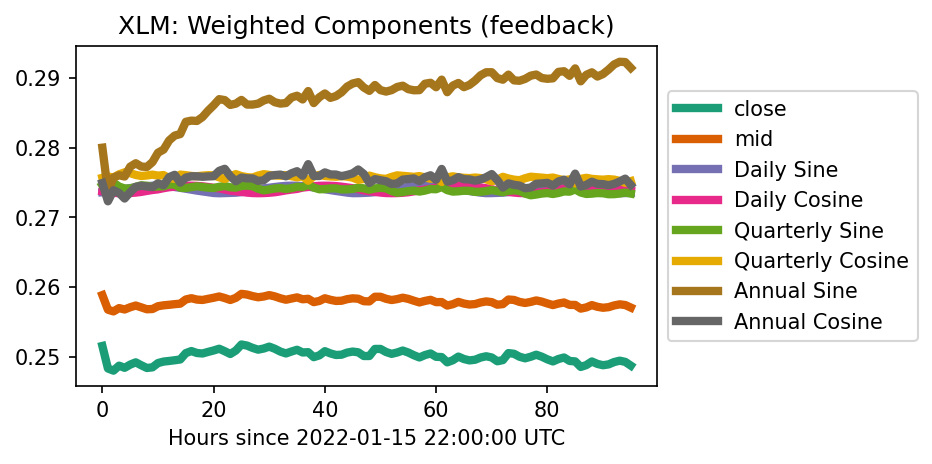 XLM: Weighted Components (feedback)
0.29
0.28
0.27
0.26
0.25
0 20 40 60 80
Hours since 2022-01-15 22:00:00 UTC
close
mid
Daily Sine
Daily Cosine
Quarterly Sine
Quarterly Cosine
Annual Sine
Annual Cosine